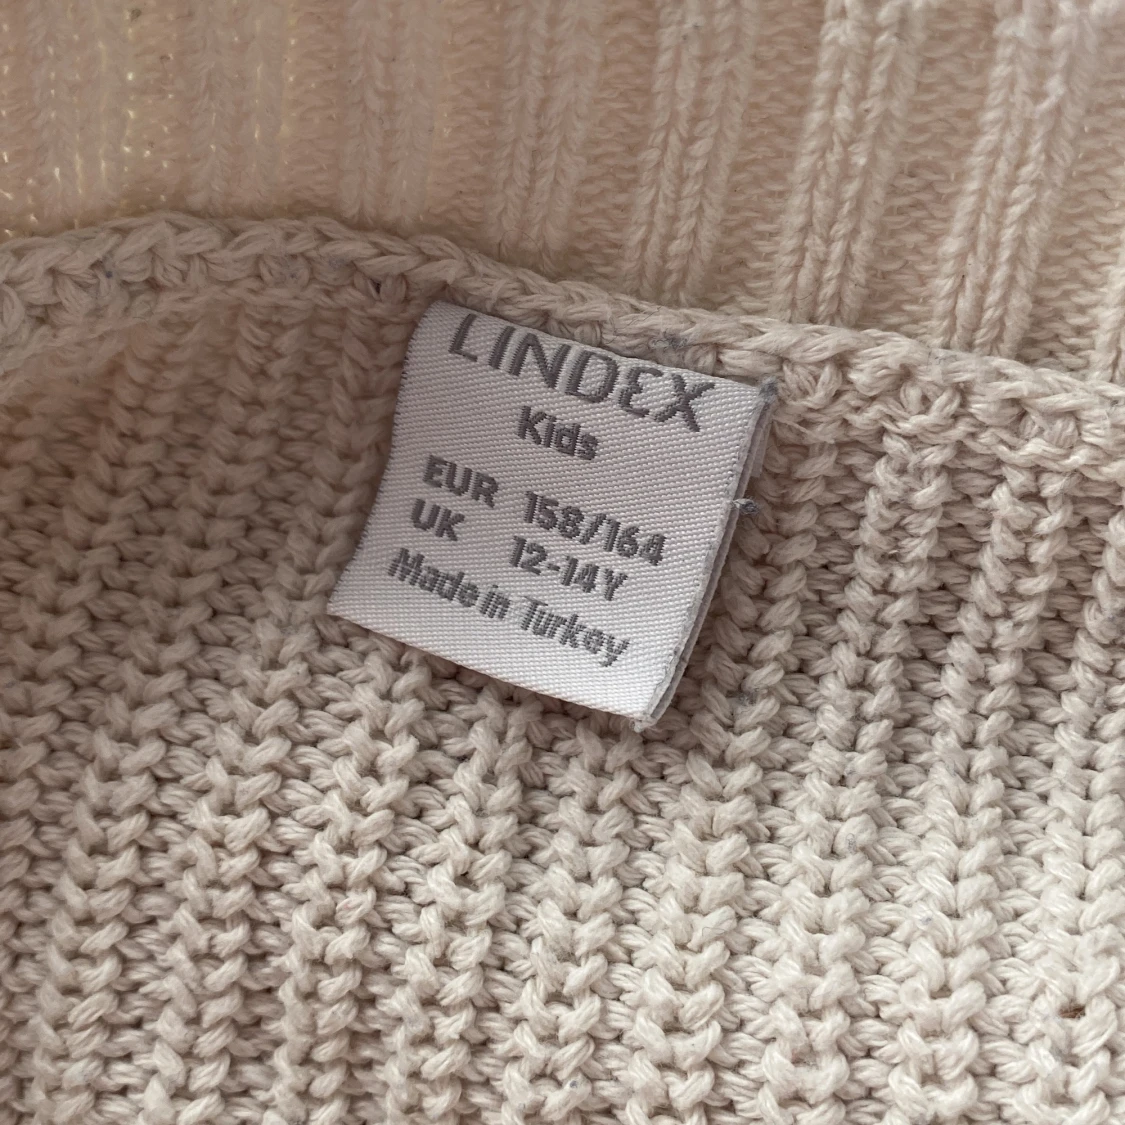 LINDEX
Kids
EUR 158/164
UK 12-14Y
Made in Turkey